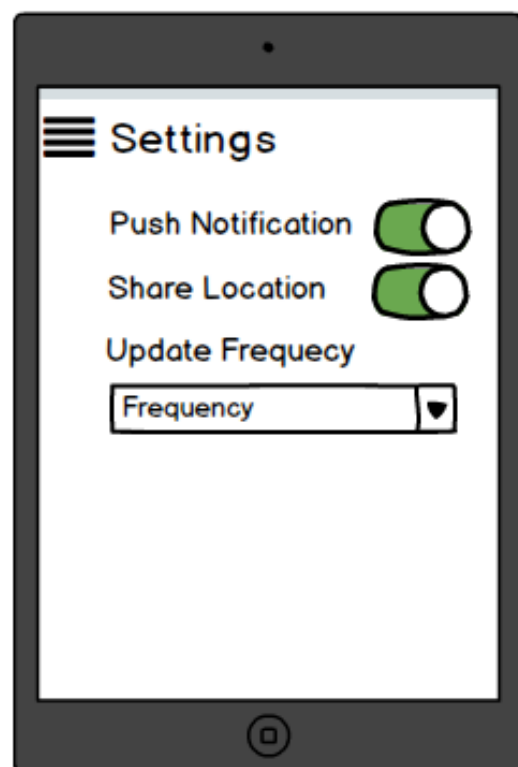 Settings
Push Notification
Share Location
Update Frequecy
Frequency